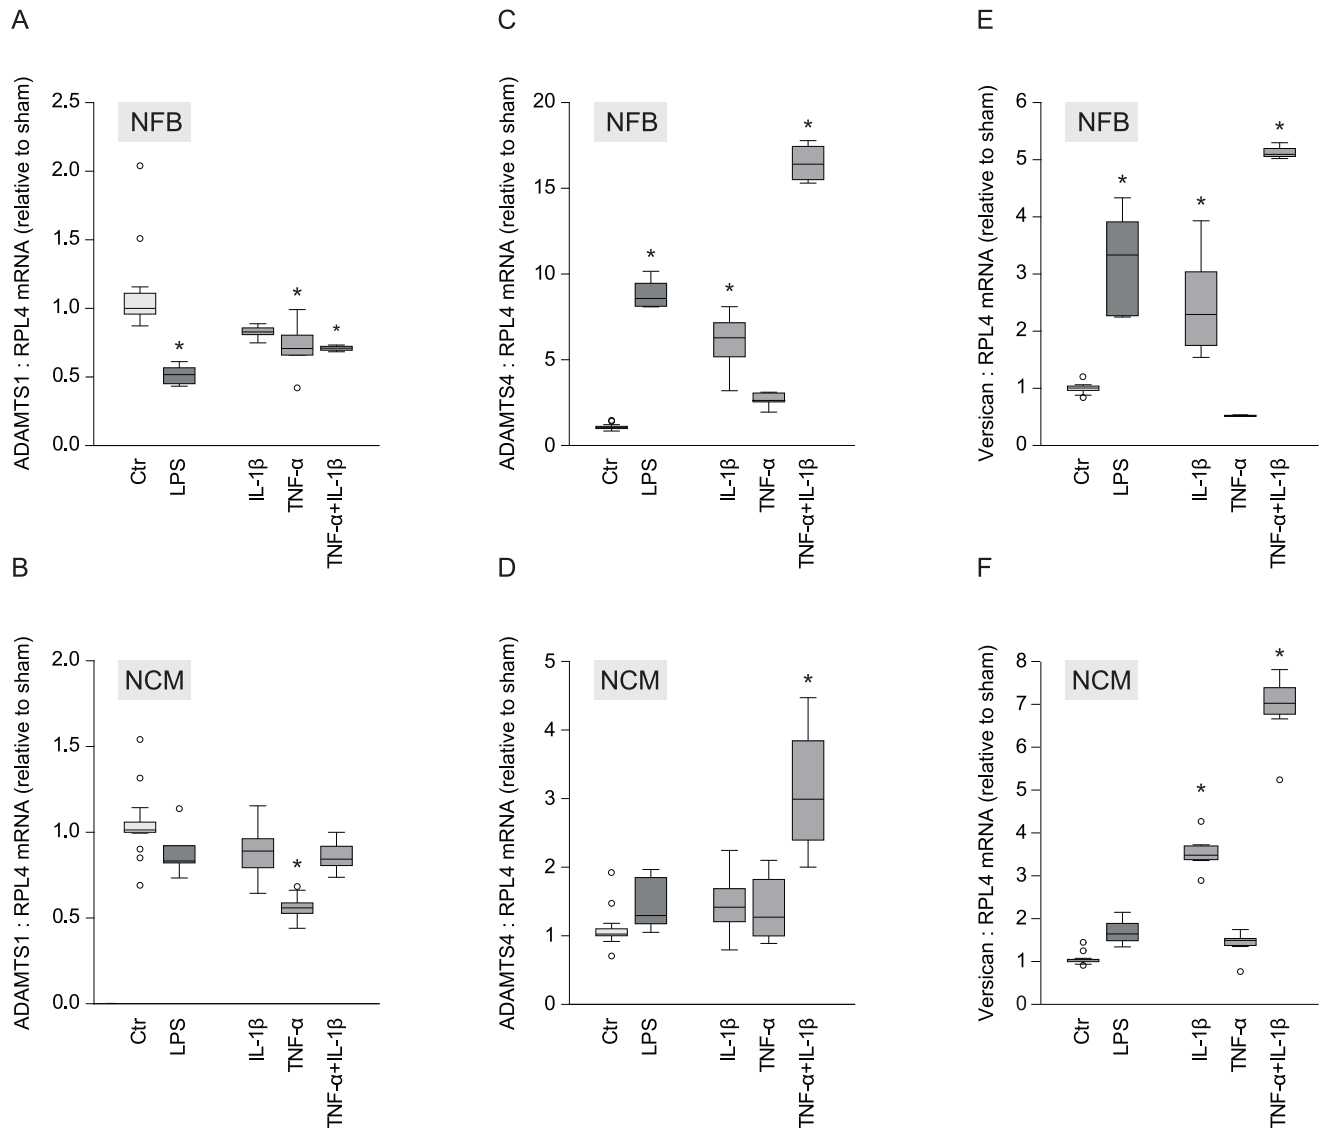 A
ADAMTS1 : RPL4 mRNA (relative to sham)
NFB
2.5
2.0
1.5
1.0
0.5
0.0
*
*
*
Ctr
LPS
IL-1β
TNF-α
TNF-α+IL-1β
C
ADAMTS4 : RPL4 mRNA (relative to sham)
NFB
20
15
10
5
0
*
*
*
Ctr
LPS
IL-1β
TNF-α
TNF-α+IL-1β
E
Versican : RPL4 mRNA (relative to sham)
NFB
6
5
4
3
2
1
0
*
*
*
Ctr
LPS
IL-1β
TNF-α
TNF-α+IL-1β
B
ADAMTS1 : RPL4 mRNA (relative to sham)
NCM
2.0
1.5
1.0
0.5
0.0
*
Ctr
LPS
IL-1β
TNF-α
TNF-α+IL-1β
D
ADAMTS4 : RPL4 mRNA (relative to sham)
NCM
5
4
3
2
1
0
*
Ctr
LPS
IL-1β
TNF-α
TNF-α+IL-1β
F
Versican : RPL4 mRNA (relative to sham)
NCM
8
7
6
5
4
3
2
1
0
*
*
Ctr
LPS
IL-1β
TNF-α
TNF-α+IL-1β